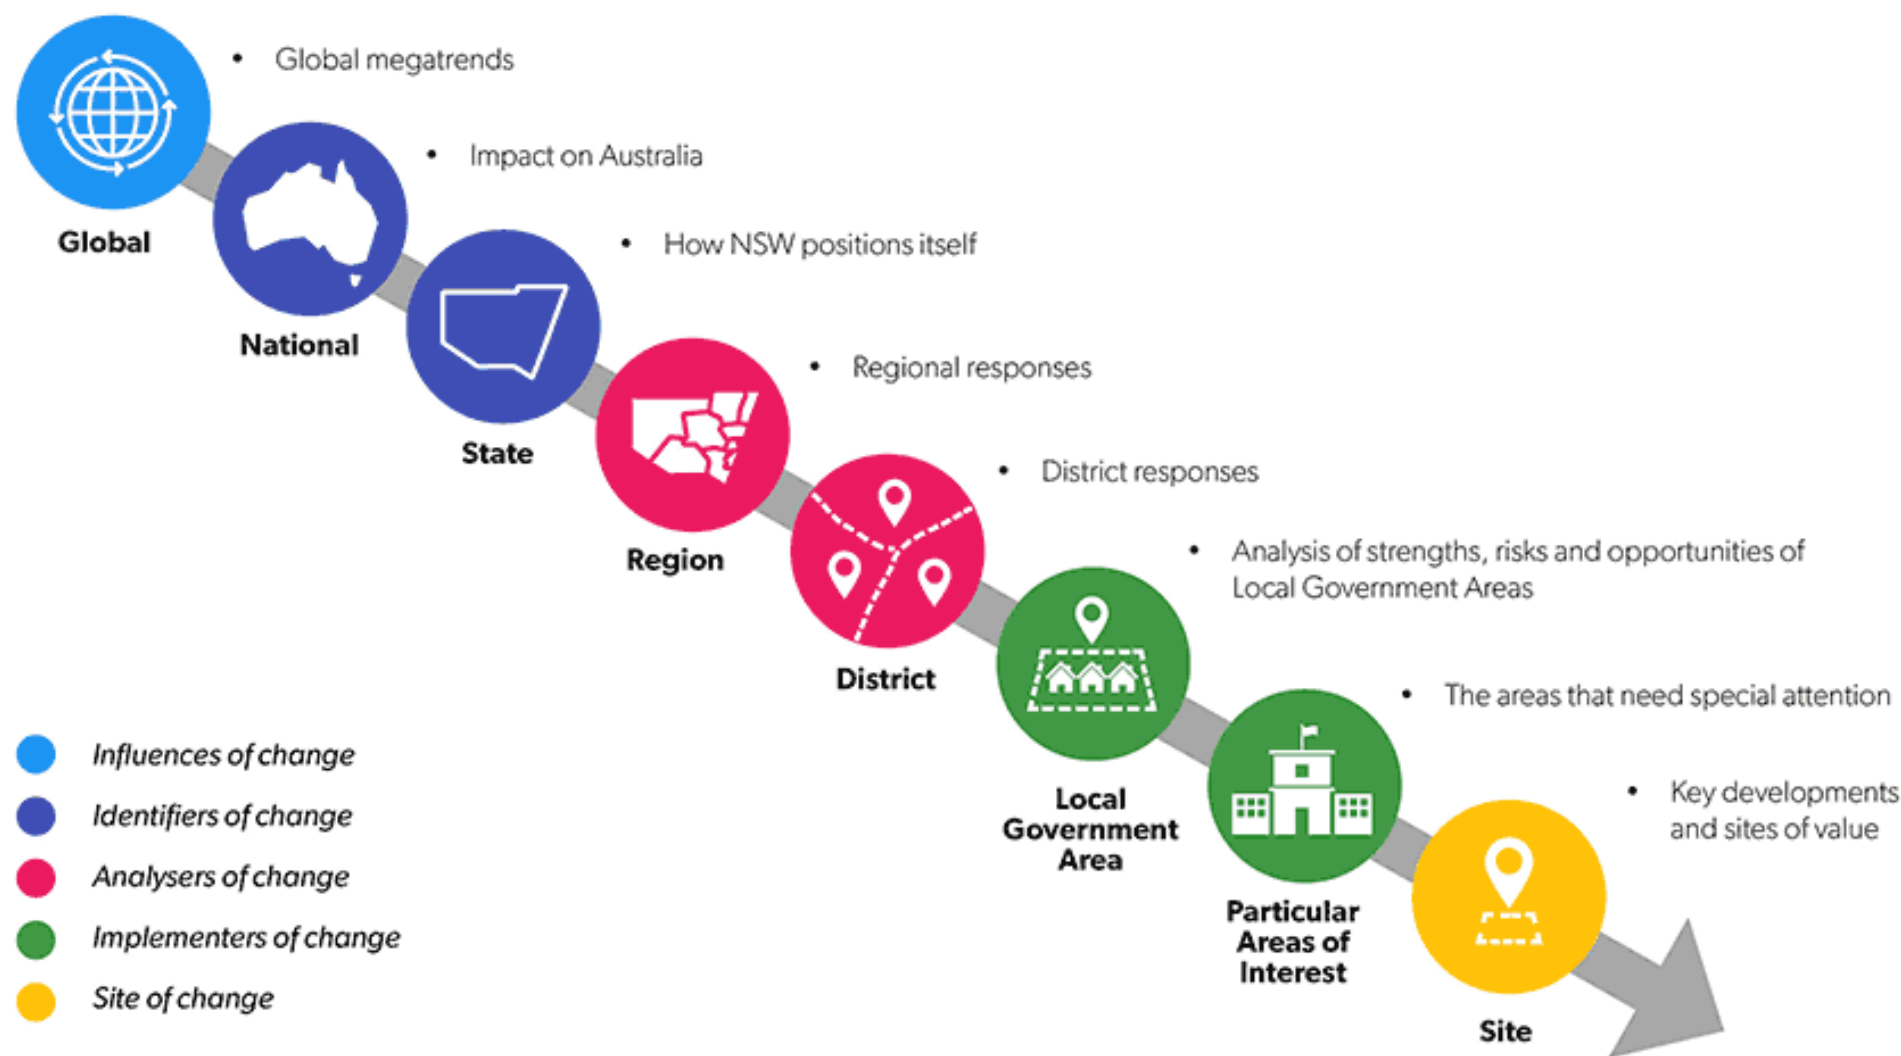 • Global megatrends
Global
• Impact on Australia
National
• How NSW positions itself
State
• Regional responses
Region
• District responses
District
• Analysis of strengths, risks and opportunities of
Local Government Areas
Local
Government
Area
• The areas that need special attention
Particular
Areas of
Interest
• Key developments
and sites of value
Site
Influences of change
Identifiers of change
Analysers of change
Implementers of change
Site of change